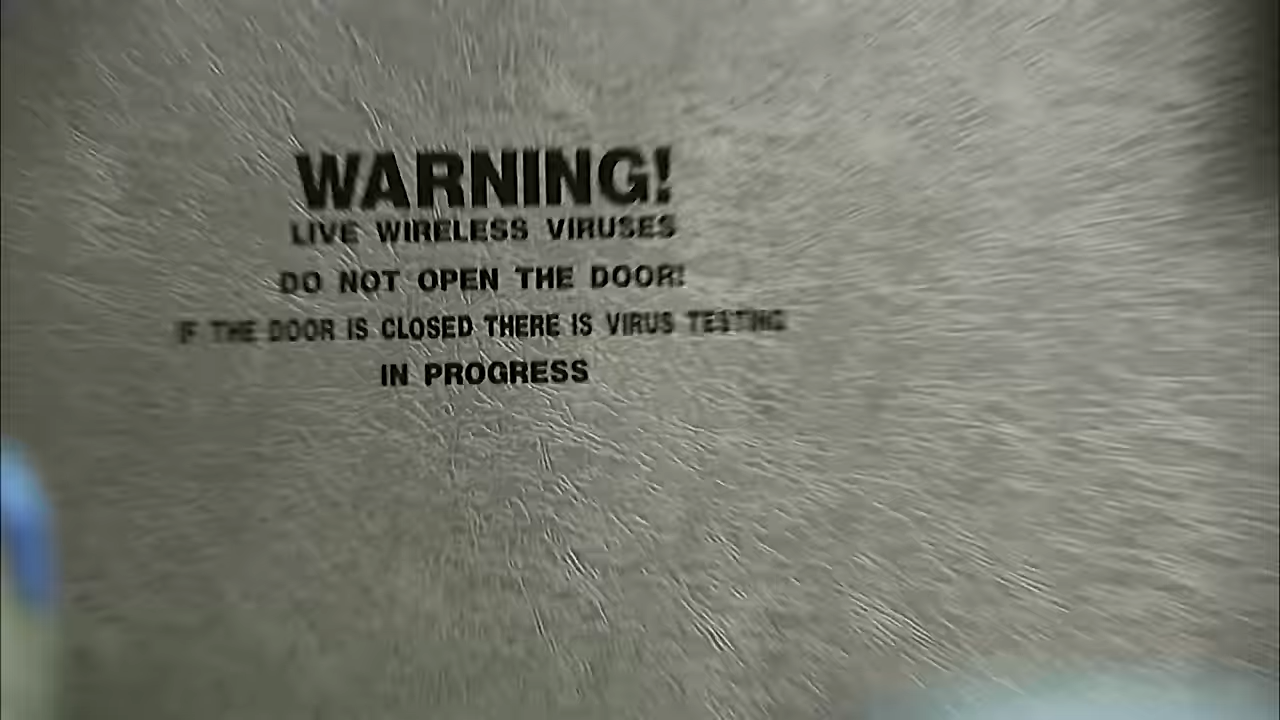 WARNING!
LIVE WIRELESS VIRUSES
DO NOT OPEN THE DOOR!
IF THE DOOR IS CLOSED THERE IS VIRUS TESTING
IN PROGRESS